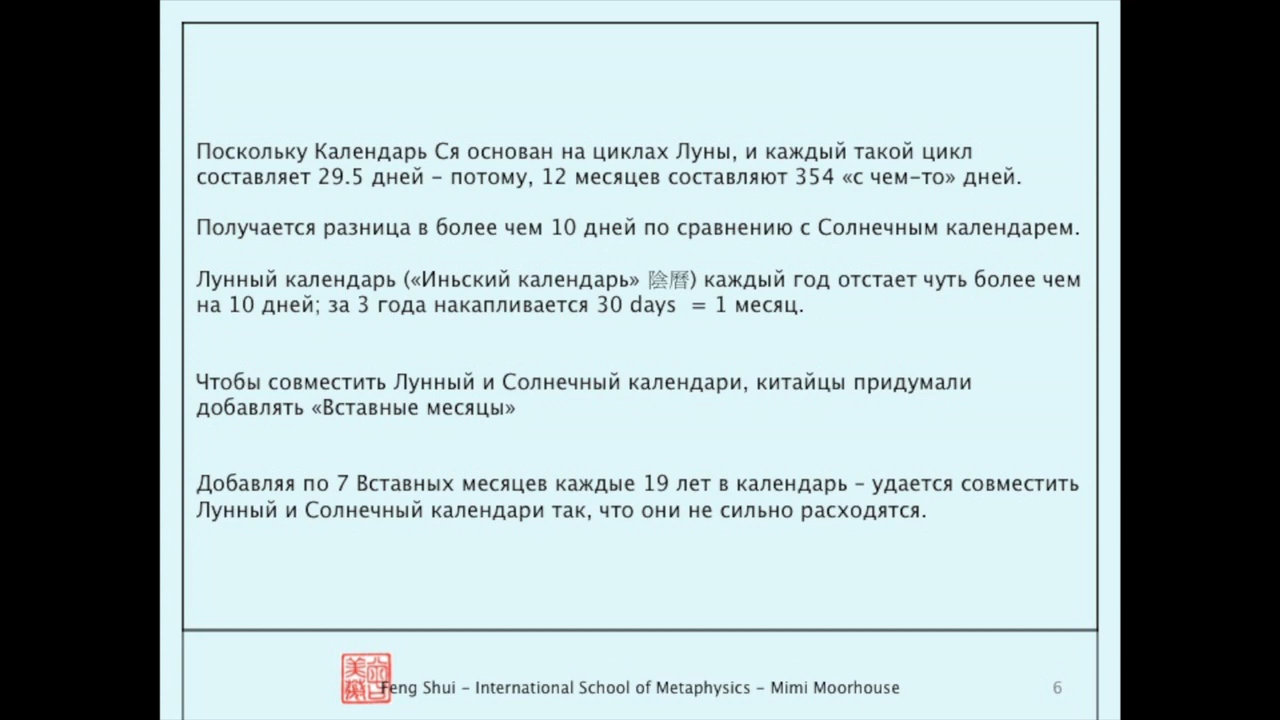 Поскольку Календарь Ся основан на циклах Луны, и каждый такой цикл
составляет 29.5 дней – потому, 12 месяцев составляют 354 «с чем-то» дней.
Получается разница в более чем 10 дней по сравнению с Солнечным календарем.
Лунный календарь («Иньский календарь» 陰曆) каждый год отстает чуть более чем
на 10 дней; за 3 года накапливается 30 days = 1 месяц.
Чтобы совместить Лунный и Солнечный календари, китайцы придумали
добавлять «Вставные месяцы»
Добавляя по 7 Вставных месяцев каждые 19 лет в календарь – удается совместить
Лунный и Солнечный календари так, что они не сильно расходятся.
Feng Shui – International School of Metaphysics – Mimi Moorhouse
6